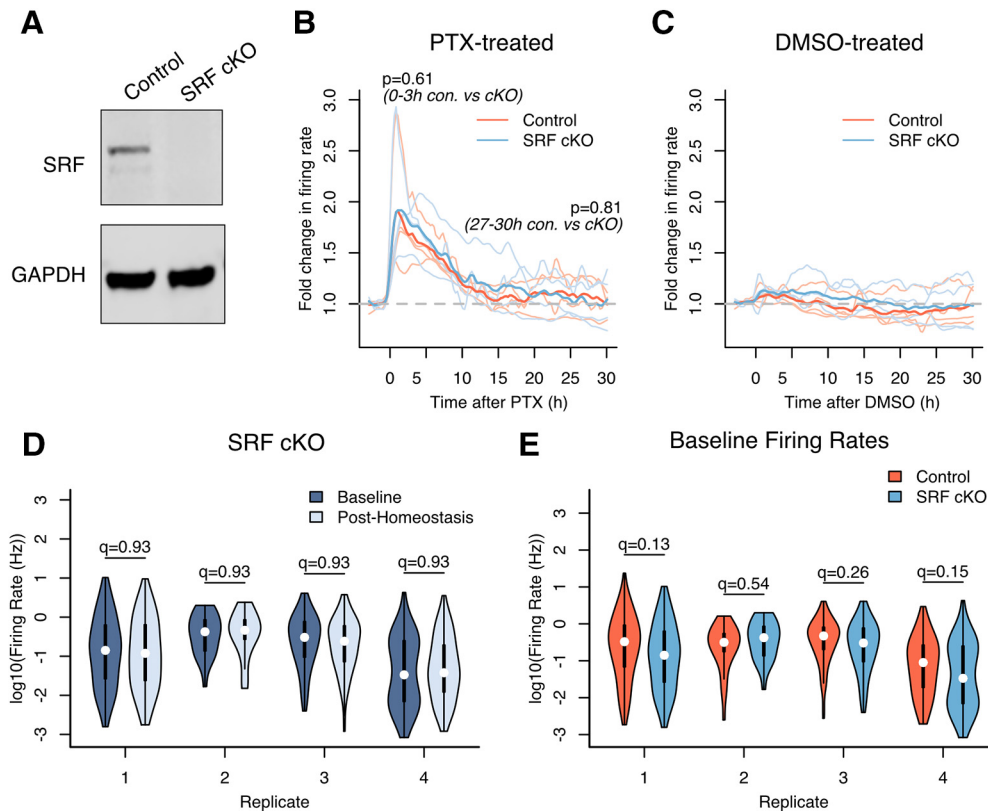 A
Control
SRF cKO
SRF
GAPDH
B
PTX-treated
p=0.61
(0-3h con. vs cKO)
Control
SRF cKO
p=0.81
(27-30h con. vs cKO)
Fold change in firing rate
3.0
2.5
2.0
1.5
1.0
0 5 10 15 20 25 30
Time after PTX (h)
C
DMSO-treated
Control
SRF cKO
Fold change in firing rate
3.0
2.5
2.0
1.5
1.0
0 5 10 15 20 25 30
Time after DMSO (h)
D
SRF cKO
Baseline
Post-Homeostasis
q=0.93
q=0.93
q=0.93
q=0.93
log10(Firing Rate (Hz))
3
2
1
0
-1
-2
-3
1 2 3 4
Replicate
E
Baseline Firing Rates
Control
SRF cKO
q=0.13
q=0.54
q=0.26
q=0.15
log10(Firing Rate (Hz))
3
2
1
0
-1
-2
-3
1 2 3 4
Replicate